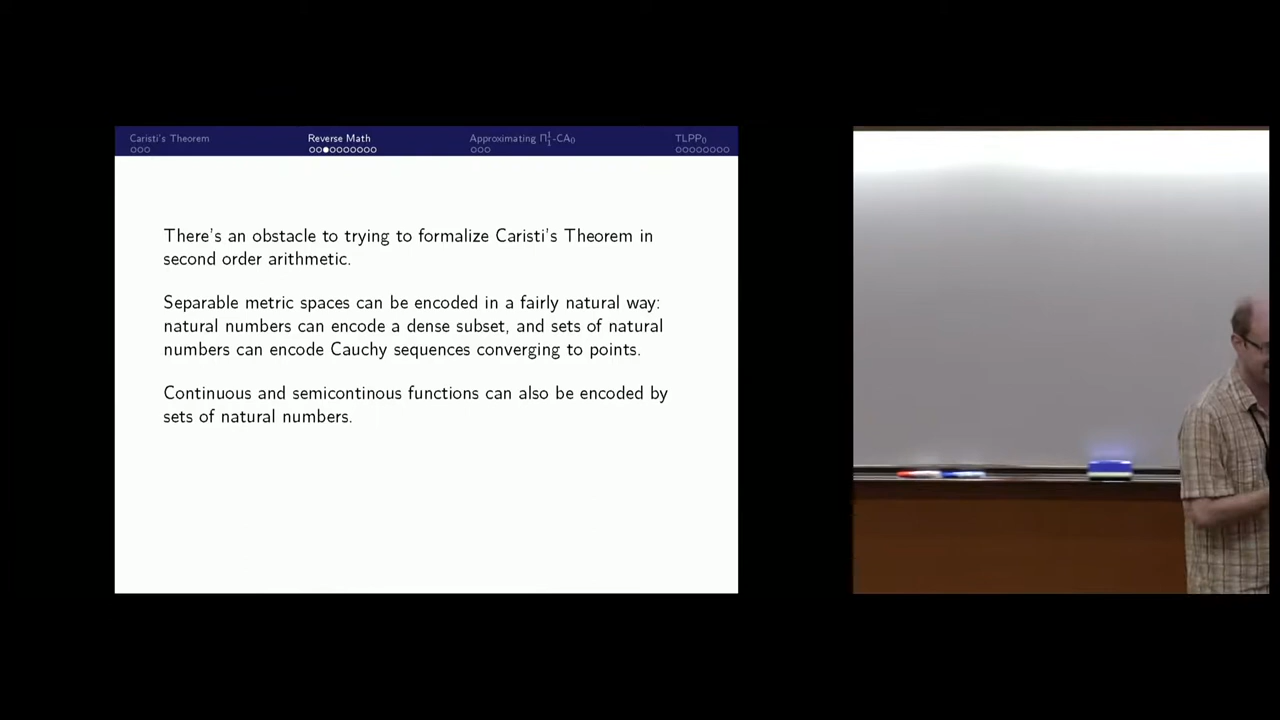 Caristi's Theorem
Reverse Math
Approximating Π¹₁-CA₀
TLPP₀
There's an obstacle to trying to formalize Caristi's Theorem in
second order arithmetic.
Separable metric spaces can be encoded in a fairly natural way:
natural numbers can encode a dense subset, and sets of natural
numbers can encode Cauchy sequences converging to points.
Continuous and semicontinous functions can also be encoded by
sets of natural numbers.